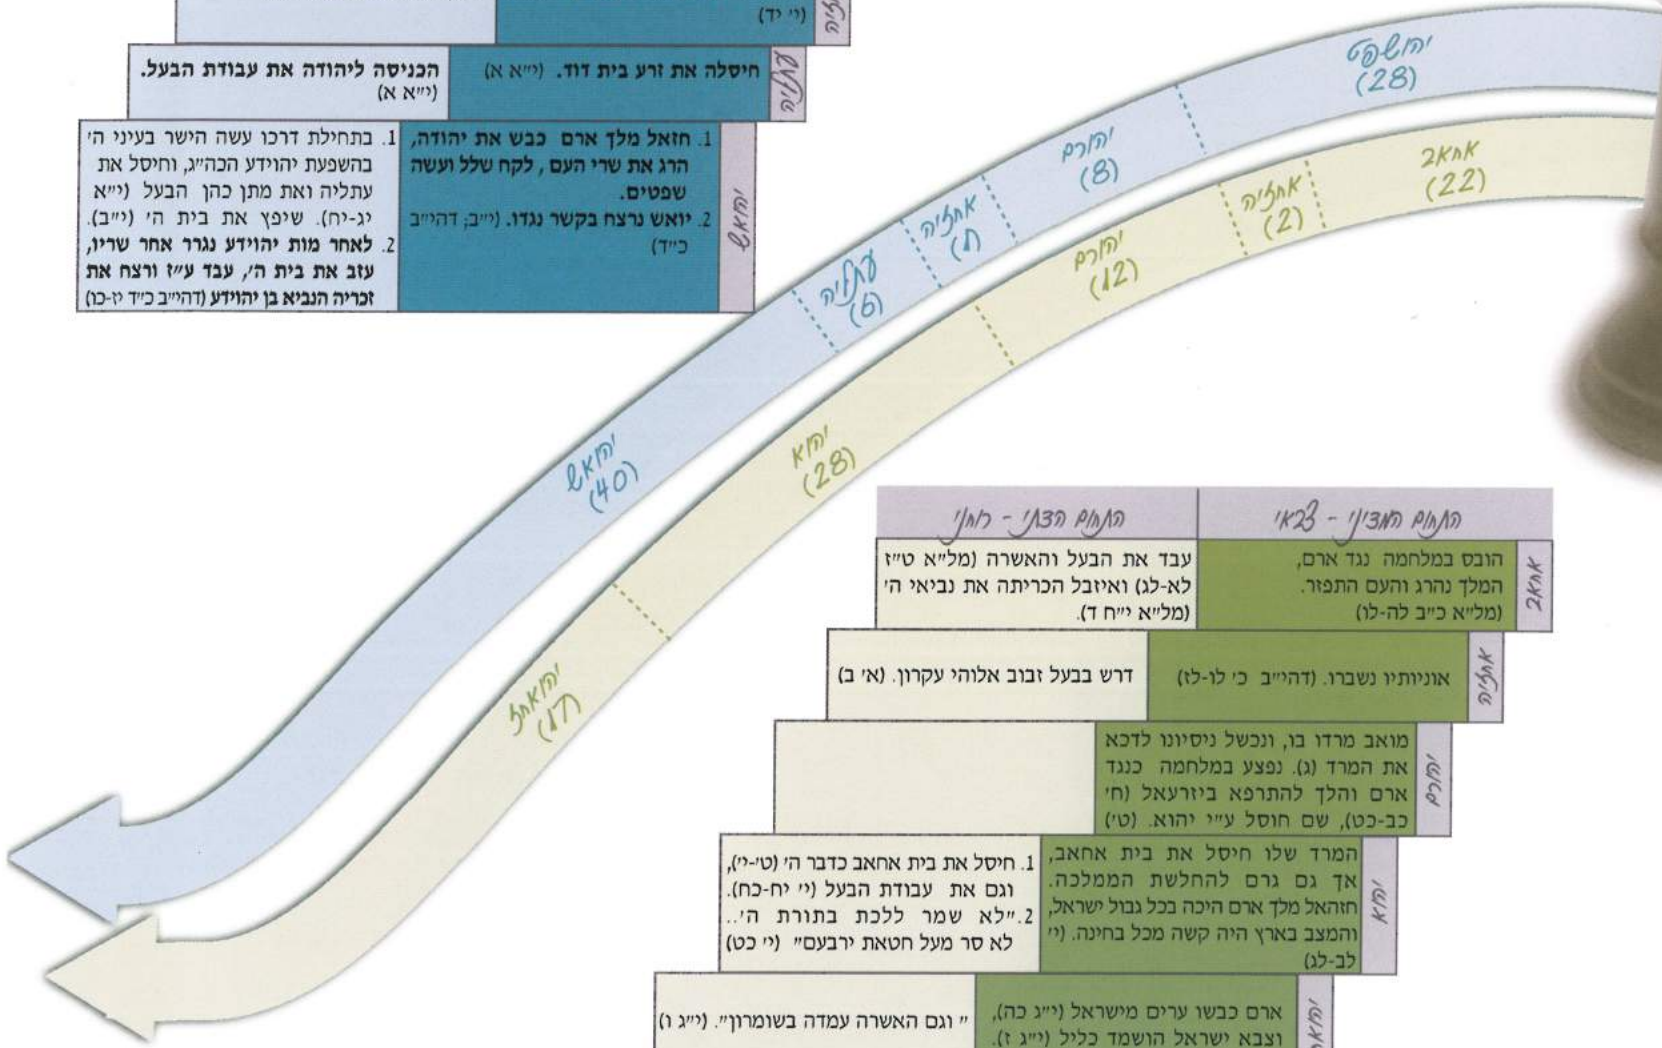 (י׳ יד)
עתליה
חיסלה את זרע בית דוד. (י״א א)
הכניסה ליהודה את עבודת הבעל.
(י״א א)
יהואש
1. חזאל מלך ארם כבש את יהודה,
הרג את שרי העם, לקח שלל ועשה
שפטים.
2. יואש נרצח בקשר נגדו. (י״ב; דהי״ב
כ״ד)
1. בתחילת דרכו עשה הישר בעיני ה׳
בהשפעת יהוידע הכה״ג, וחיסל את
עתליה ואת מתן כהן הבעל (י״א
יג-יח). שיפץ את בית ה׳ (י״ב).
2. לאחר מות יהוידע נגרר אחר שריו,
עזב את בית ה׳, עבד ע״ז ורצח את
זכריה הנביא בן יהוידע (דהי״ב כ״ד יז-כו)
יהושפט
(28)
יהורם
(8)
אחזיה
(1)
עתליה
(6)
יהואש
(40)
אחאב
(22)
אחזיה
(2)
יהורם
(12)
יהוא
(28)
יהואחז
(17)
התחום המדיני - צבאי
התחום הדתי - רוחני
אחאב
הובס במלחמה נגד ארם,
המלך נהרג והעם התפזר.
(מל״א כ״ב לה-לו)
עבד את הבעל והאשרה (מל״א ט״ז
לא-לג) ואיזבל הכריתה את נביאי ה׳
(מל״א י״ח ד).
אחזיה
אוניותיו נשברו. (דהי״ב כ׳ לו-לז)
דרש בבעל זבוב אלוהי עקרון. (א׳ ב)
יהורם
מואב מרדו בו, ונכשל ניסיונו לדכא
את המרד (ג). נפצע במלחמה כנגד
ארם והלך להתרפא ביזרעאל (ח׳
כב-כט), שם חוסל ע״י יהוא. (ט׳)
יהוא
המרד שלו חיסל את בית אחאב,
אך גם גרם להחלשת הממלכה.
חזהאל מלך ארם היכה בכל גבול ישראל,
והמצב בארץ היה קשה מכל בחינה. (י׳
לב-לג)
1. חיסל את בית אחאב כדבר ה׳ (ט׳-י׳),
וגם את עבודת הבעל (י׳ יח-כח).
2. ״לא שמר ללכת בתורת ה׳..
לא סר מעל חטאת ירבעם״ (י׳ כט)
ארם כבשו ערים מישראל (י״ג כה),
וצבא ישראל הושמד כליל (י״ג ז).
״ וגם האשרה עמדה בשומרון״. (י״ג ו)